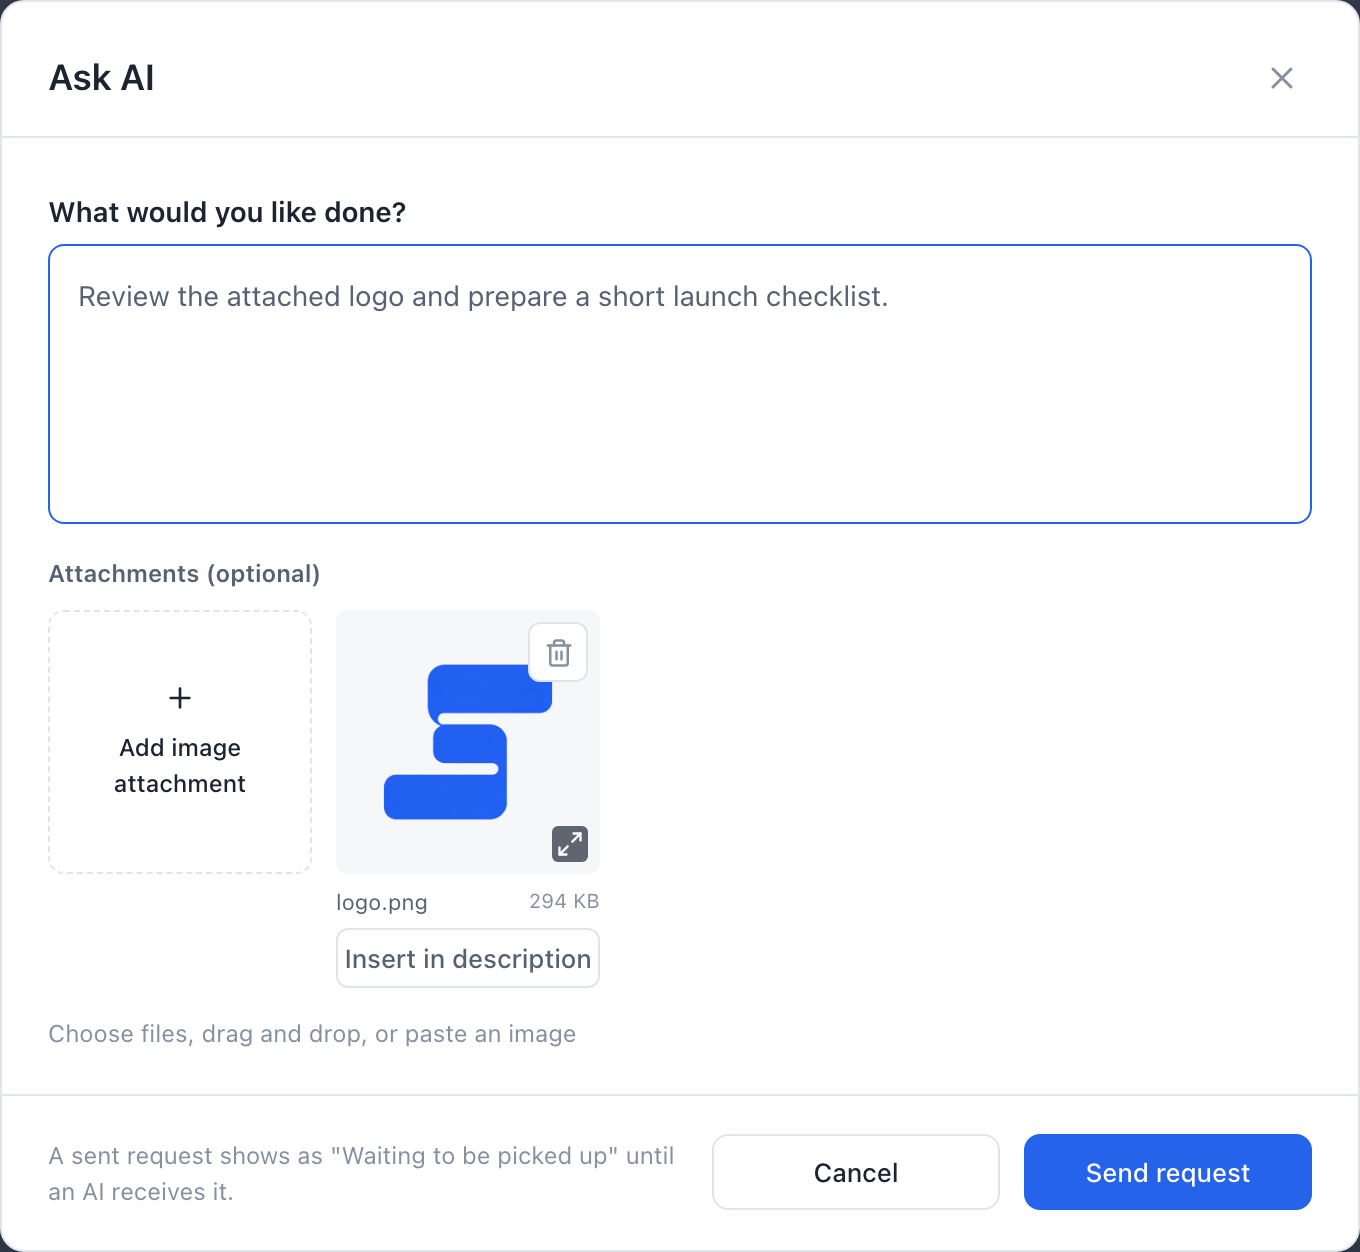 Ask AI
What would you like done?
Review the attached logo and prepare a short launch checklist.
Attachments (optional)
Add image
attachment
logo.png
294 KB
Insert in description
Choose files, drag and drop, or paste an image
A sent request shows as "Waiting to be picked up" until
an AI receives it.
Cancel
Send request